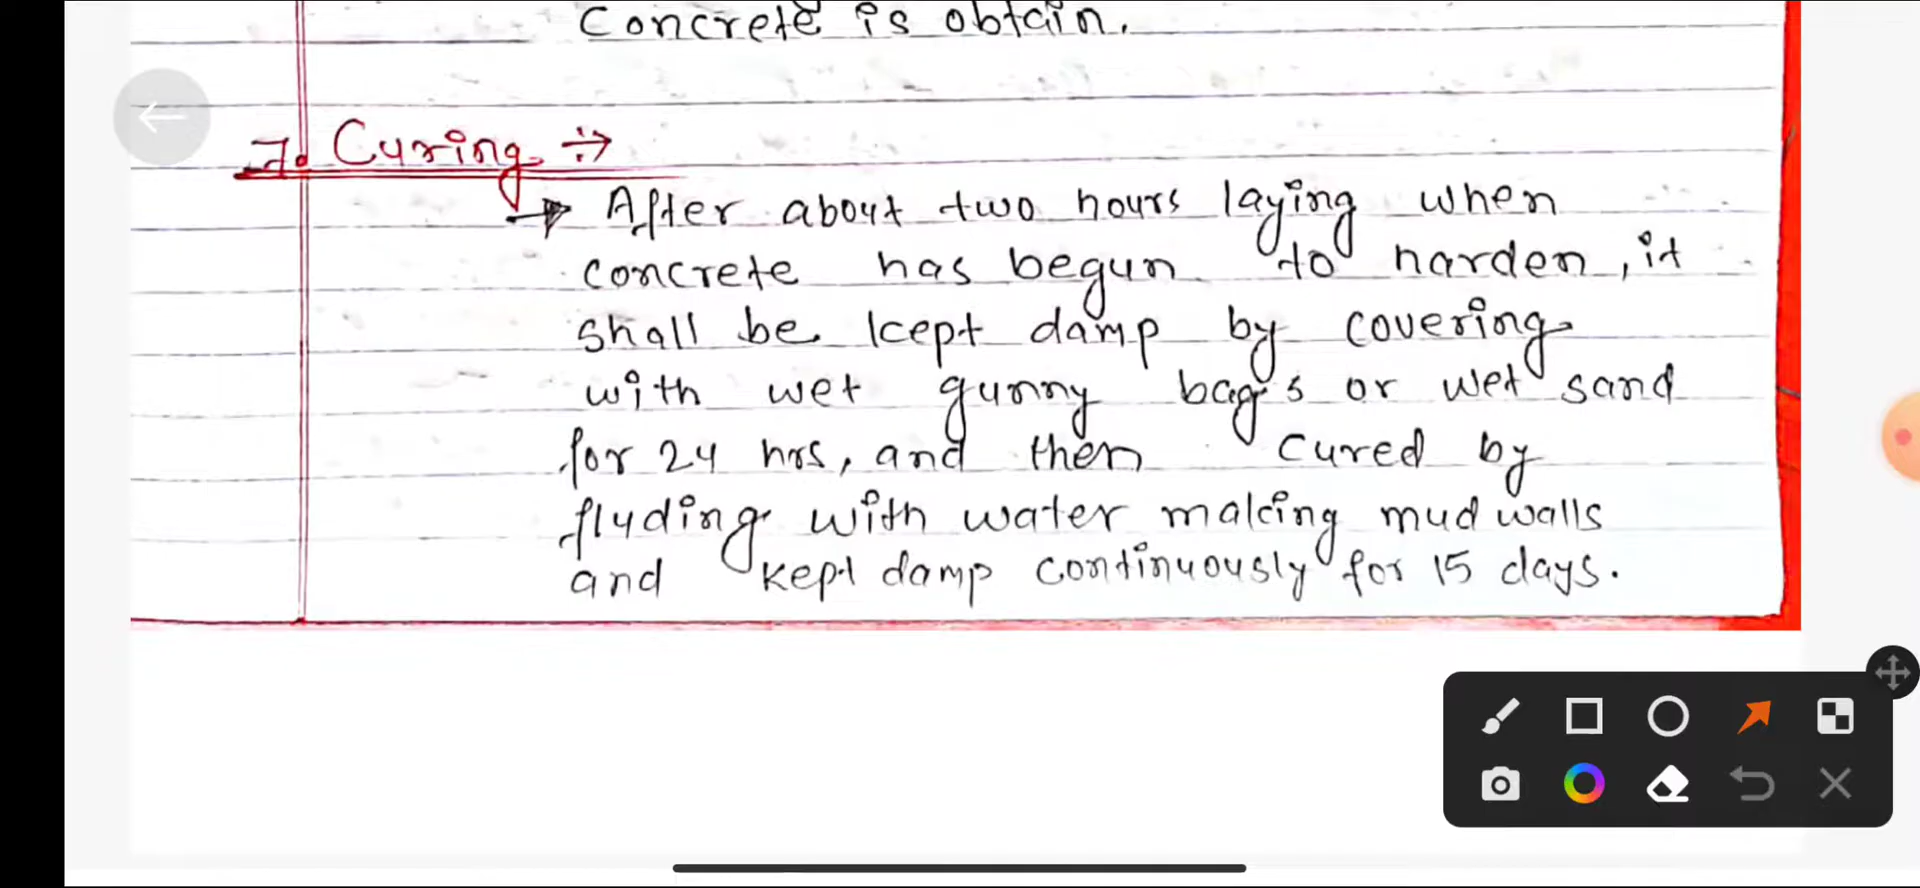 Concrete is obtain.
7. Curing :→
→ After about two hours laying when
concrete has begun to harden, it
shall be kept damp by covering
with wet gunny bags or wet sand
for 24 hrs, and then cured by
fluding with water making mud walls
and kept damp continuously for 15 days.